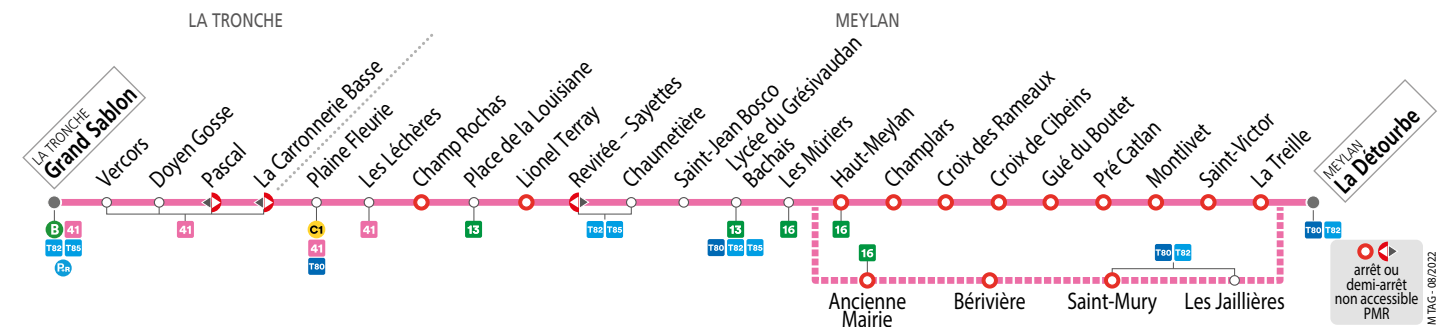 LA TRONCHE
MEYLAN
LA TRONCHE
Grand Sablon
Vercors
Doyen Gosse
Pascal
La Carronnerie Basse
Plaine Fleurie
Les Léchères
Champ Rochas
Place de la Louisiane
Lionel Terray
Revirée – Sayettes
Chaumetière
Saint-Jean Bosco
Lycée du Grésivaudan
Bachais
Les Mûriers
Haut-Meylan
Champlars
Croix des Rameaux
Croix de Cibeins
Gué du Boutet
Pré Catlan
Montlivet
Saint-Victor
La Treille
MEYLAN
La Détourbe
B 41
T82 T85
P+R
41
C1
41
T80
41
13
T82 T85
13
T80 T82 T85
16
16
T80 T82
16
T80 T82
Ancienne
Mairie
Bérivière
Saint-Mury
Les Jaillières
arrêt ou
demi-arrêt
non accessible
PMR
M TAG - 08/2022